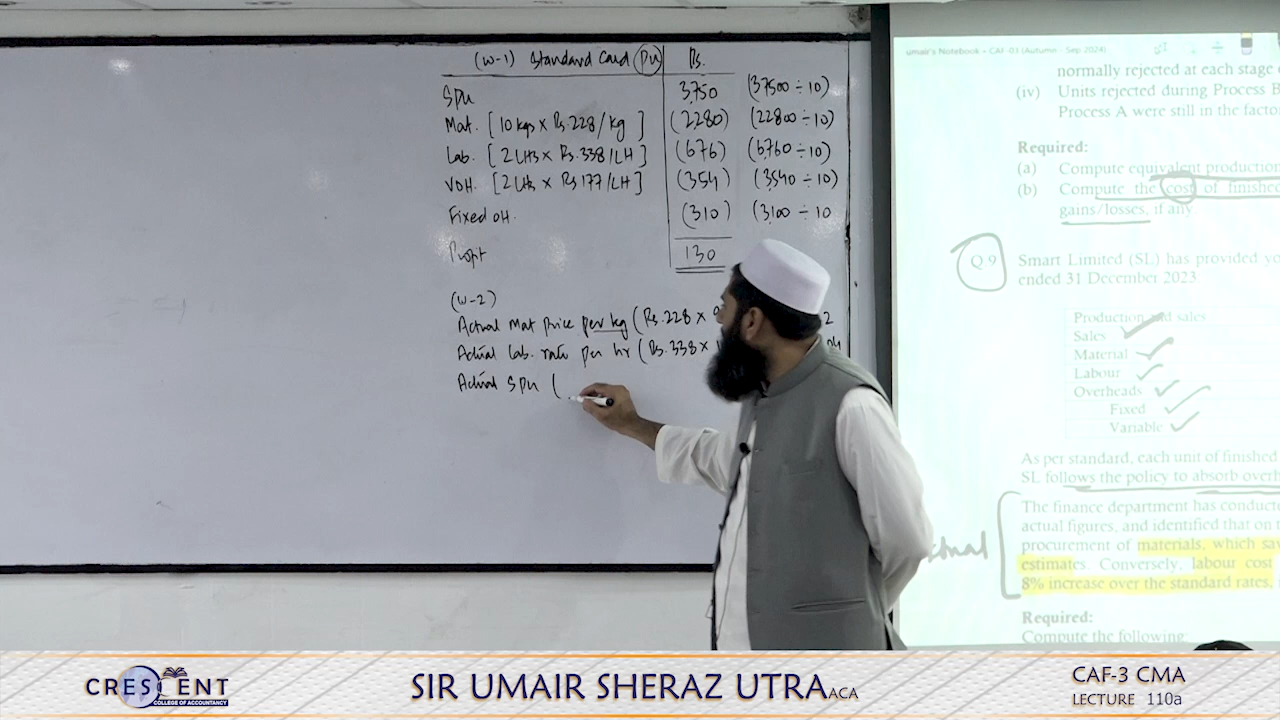 (W-1) Standard Card (Pu) Rs.
SPU 3,750 (37500 ÷ 10)
Mat. [ 10 kgs x Rs.228/kg ] (2280) (22800 ÷ 10)
Lab. [ 2 LHs x Rs.338/LH ] (676) (6760 ÷ 10)
VOH. [ 2 LHs x Rs 177/LH ] (354) (3540 ÷ 10)
Fixed OH. (310) (3,100 ÷ 10
Profit 130
(W-2)
Actual Mat Price per kg ( Rs.228 x
Actual Lab. rate per hr ( Rs.338 x
Actual SPU (
umair's Notebook - CAF-03 (Autumn - Sep 2024)
normally rejected at each stage
(iv) Units rejected during Process B
Process A were still in the facto
Required:
(a) Compute equivalent production
(b) Compute the cost of finished
gains/losses, if any.
Q.9 Smart Limited (SL) has provided yo
ended 31 December 2023:
Production and sales
Sales
Material
Labour
Overheads
Fixed
Variable
As per standard, each unit of finished
SL follows the policy to absorb overh
The finance department has conducte
actual figures, and identified that on
procurement of materials, which sav
estimates. Conversely, labour cost
8% increase over the standard rates,
Required:
Compute the following:
CRESCENT
COLLEGE OF ACCOUNTANCY
SIR UMAIR SHERAZ UTRA ACA
CAF-3 CMA
LECTURE 110a